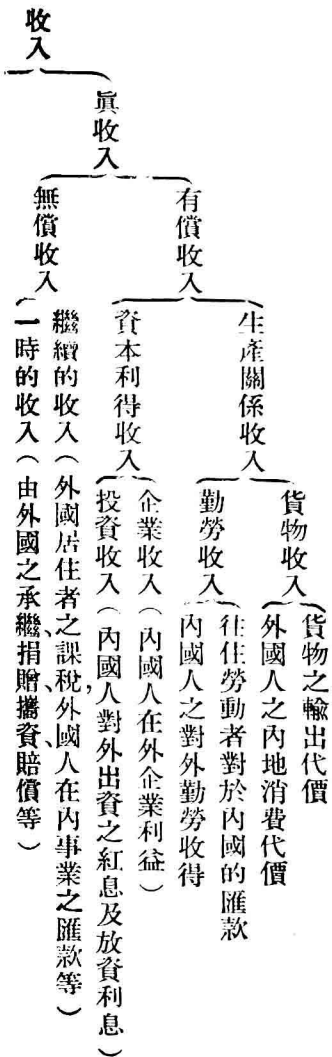 收入
眞收入
有償收入
生產關係收入
貨物收入
貨物之輸出代價
外國人之內地消費代價
勤勞收入
往住勞動者對於內國的匯款
內國人之對外勤勞收得
資本利得收入
企業收入（內國人在外企業利益）
投資收入（內國人對外出資之紅息及放資利息）
無償收入
繼續的收入（外國居住者之課稅，外國人在內事業之匯款等）
一時的收入（由外國之承繼、捐贈、攜資賠償等）